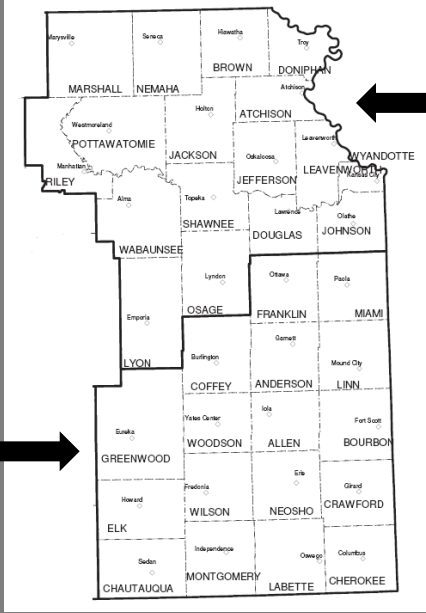 Marysville
Seneca
Hiawatha
Troy
BROWN
DONIPHAN
MARSHALL
NEMAHA
Atchison
Holton
ATCHISON
Westmoreland
POTTAWATOMIE
Leavenworth
JACKSON
Oskaloosa
WYANDOTTE
Manhattan
LEAVENWORTH
Kansas City
RILEY
JEFFERSON
Alma
Topeka
Lawrence
Olathe
SHAWNEE
DOUGLAS
JOHNSON
WABAUNSEE
Lyndon
Ottawa
Paola
OSAGE
FRANKLIN
MIAMI
Emporia
Garnett
LYON
Burlington
Mound City
COFFEY
ANDERSON
LINN
Yates Center
Iola
Fort Scott
Eureka
WOODSON
ALLEN
BOURBON
GREENWOOD
Erie
Fredonia
Girard
Howard
WILSON
NEOSHO
CRAWFORD
ELK
Independence
Oswego
Columbus
Sedan
MONTGOMERY
CHEROKEE
CHAUTAUQUA
LABETTE